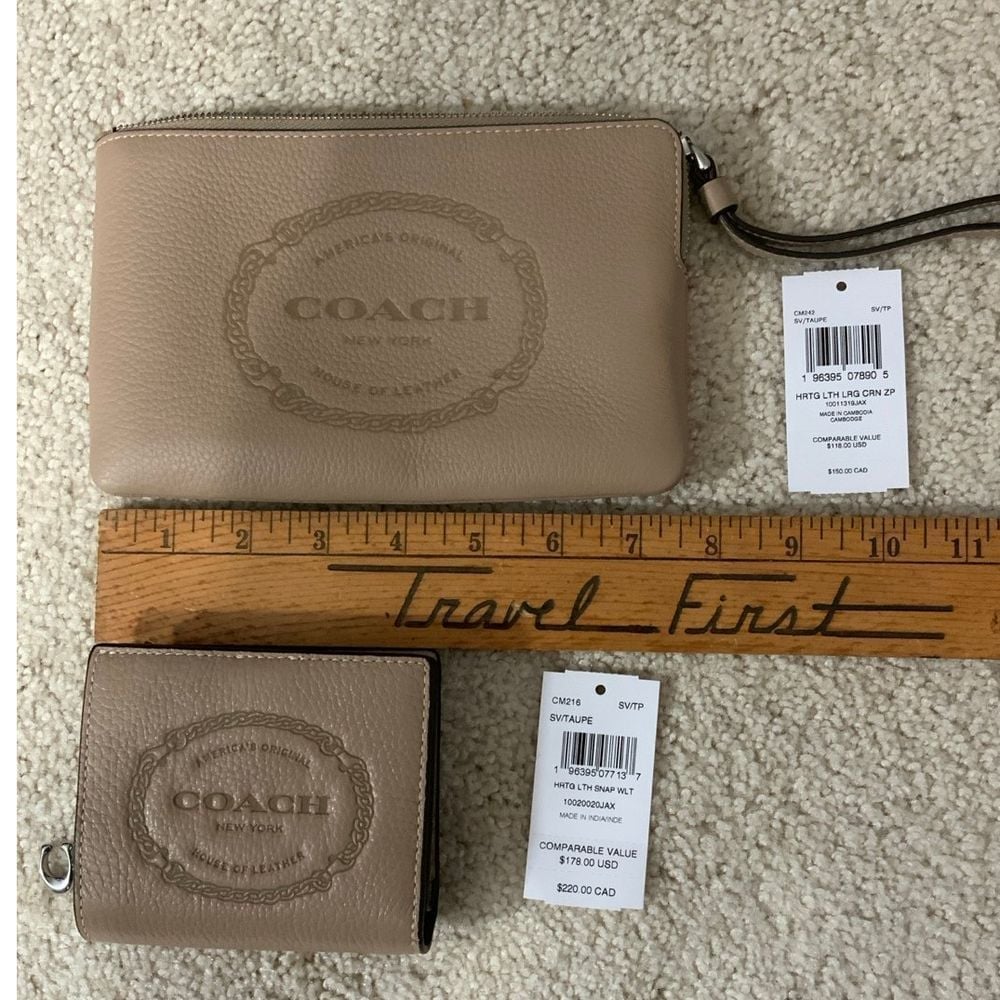 AMERICA'S ORIGINAL
COACH
NEW YORK
HOUSE OF LEATHER
CM242 SV/TP
SV/TAUPE
1 96395 07890 5
HRTG LTH LRG CRN ZP
10011319JAX
MADE IN CAMBODIA
CAMBODGE
COMPARABLE VALUE
$118.00 USD
$150.00 CAD
1 2 3 4 5 6 7 8 9 10 11
Travel First
AMERICA'S ORIGINAL
COACH
NEW YORK
HOUSE OF LEATHER
CM216 SV/TP
SV/TAUPE
1 96395 07713 7
HRTG LTH SNAP WLT
10020020JAX
MADE IN INDIA/INDE
COMPARABLE VALUE
$178.00 USD
$220.00 CAD